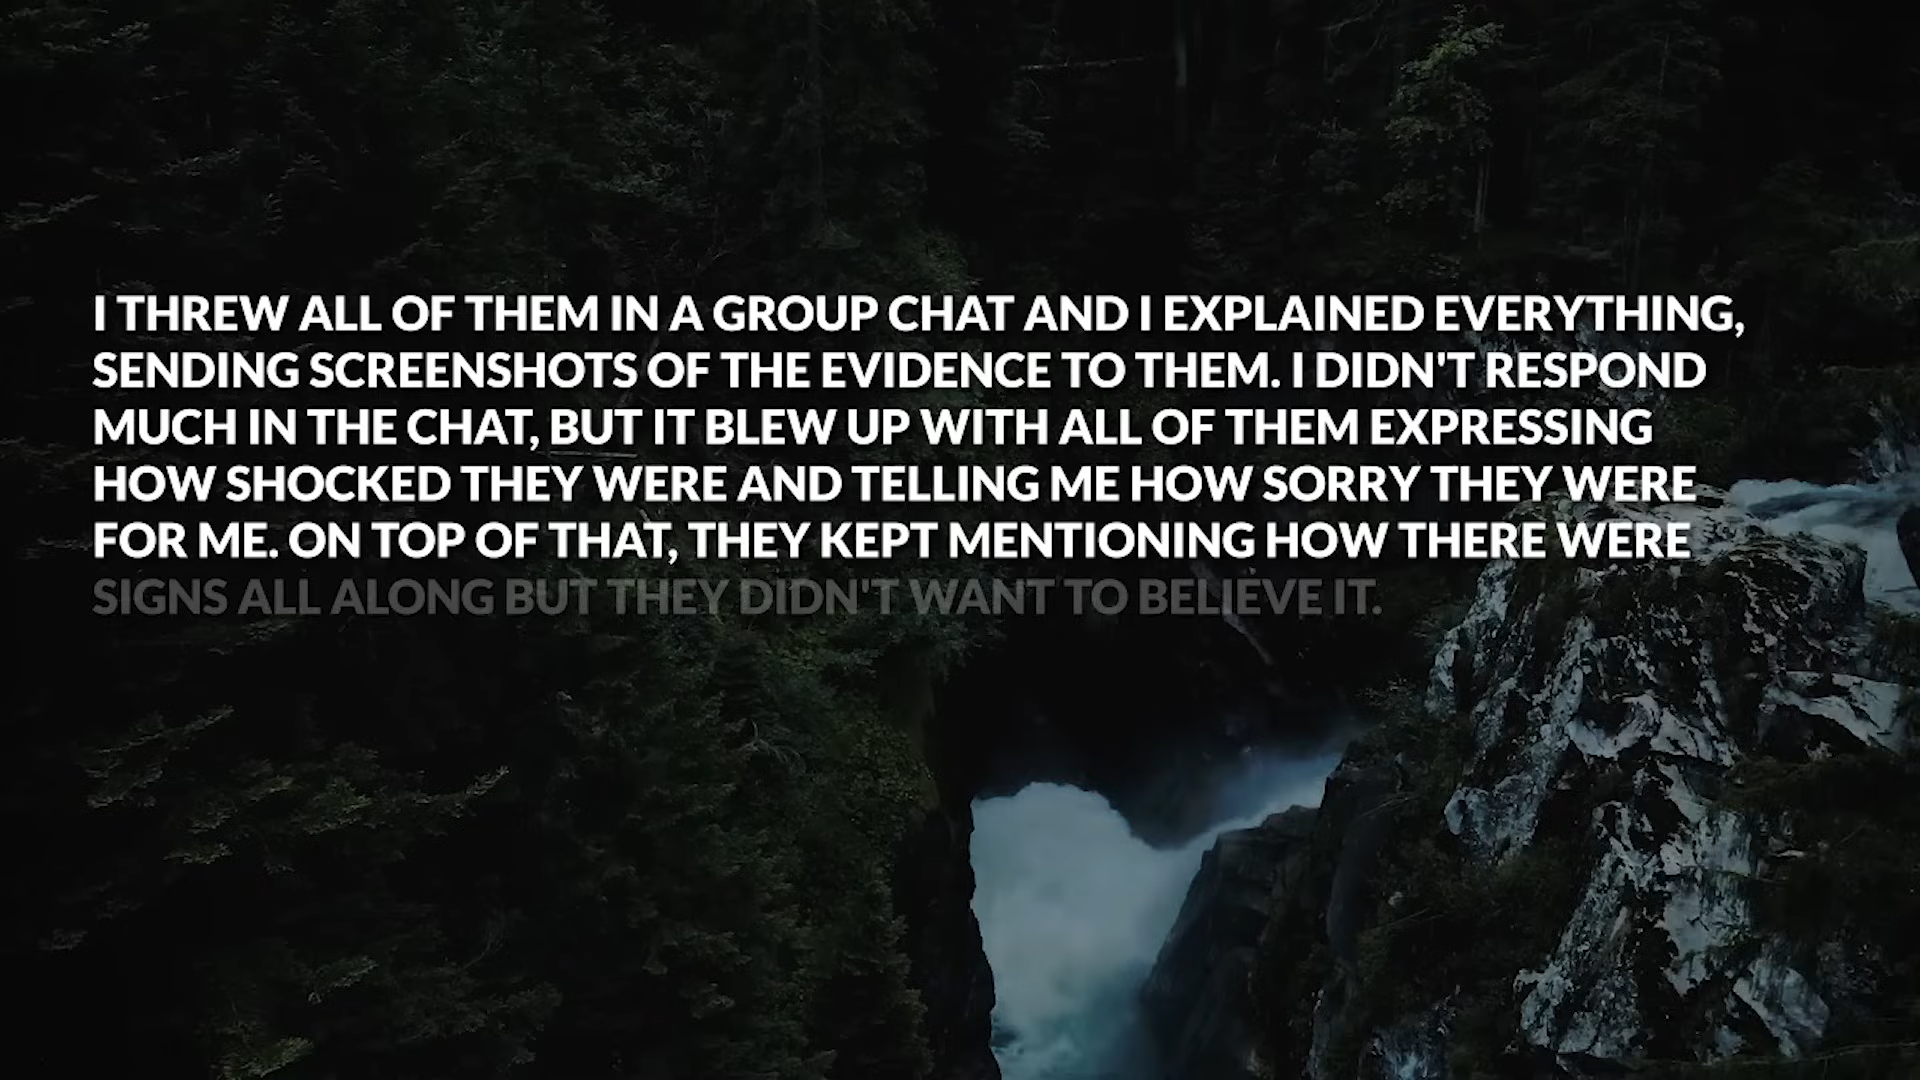 I THREW ALL OF THEM IN A GROUP CHAT AND I EXPLAINED EVERYTHING,
SENDING SCREENSHOTS OF THE EVIDENCE TO THEM. I DIDN'T RESPOND
MUCH IN THE CHAT, BUT IT BLEW UP WITH ALL OF THEM EXPRESSING
HOW SHOCKED THEY WERE AND TELLING ME HOW SORRY THEY WERE
FOR ME. ON TOP OF THAT, THEY KEPT MENTIONING HOW THERE WERE
SIGNS ALL ALONG BUT THEY DIDN'T WANT TO BELIEVE IT.